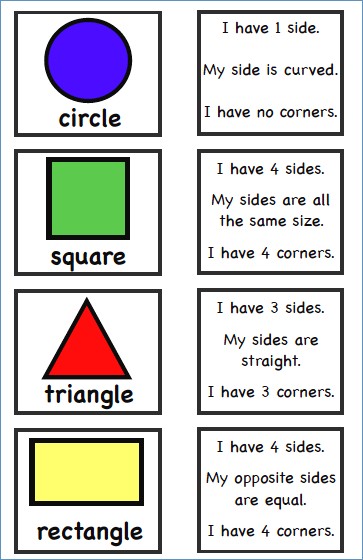 circle
I have 1 side.
My side is curved.
I have no corners.
square
I have 4 sides.
My sides are all
the same size.
I have 4 corners.
triangle
I have 3 sides.
My sides are
straight.
I have 3 corners.
rectangle
I have 4 sides.
My opposite sides
are equal.
I have 4 corners.